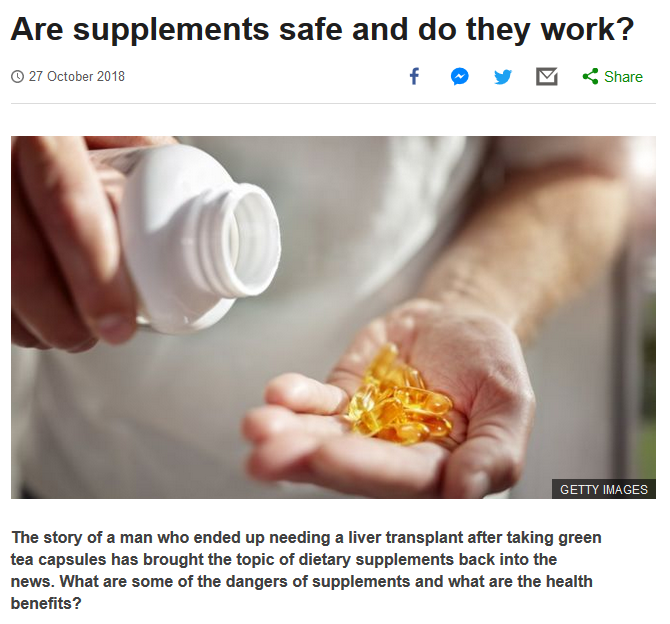 Are supplements safe and do they work?
27 October 2018
Share
GETTY IMAGES
The story of a man who ended up needing a liver transplant after taking green
tea capsules has brought the topic of dietary supplements back into the
news. What are some of the dangers of supplements and what are the health
benefits?